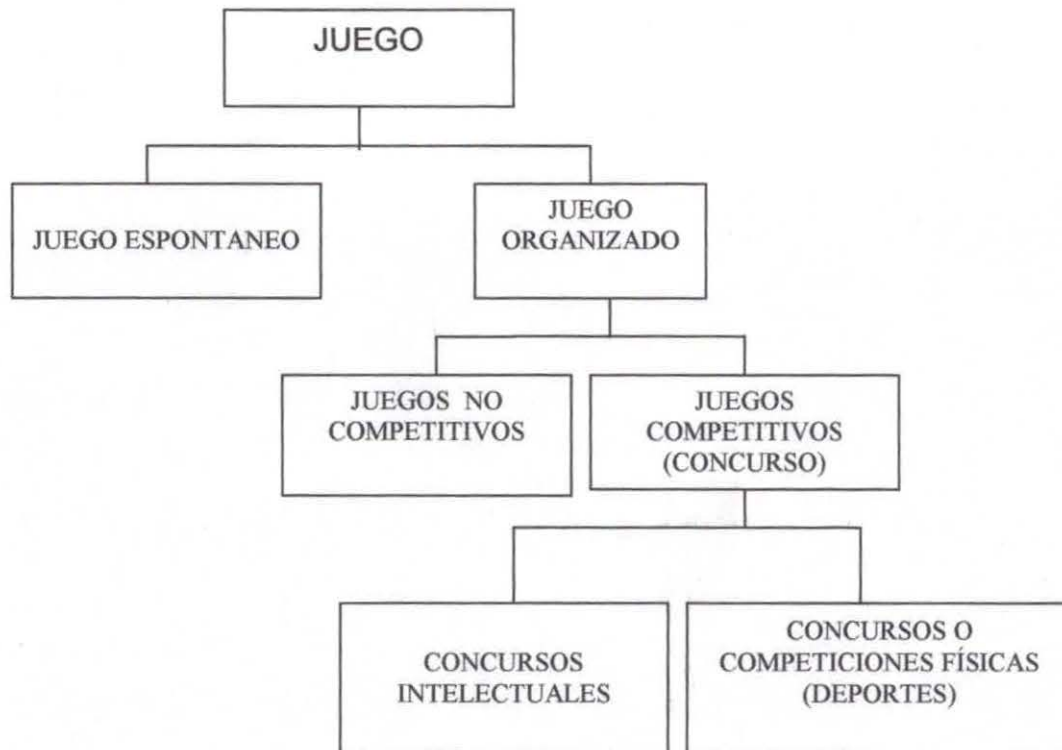 JUEGO
JUEGO ESPONTANEO
JUEGO
ORGANIZADO
JUEGOS NO
COMPETITIVOS
JUEGOS
COMPETITIVOS
(CONCURSO)
CONCURSOS
INTELECTUALES
CONCURSOS O
COMPETICIONES FÍSICAS
(DEPORTES)